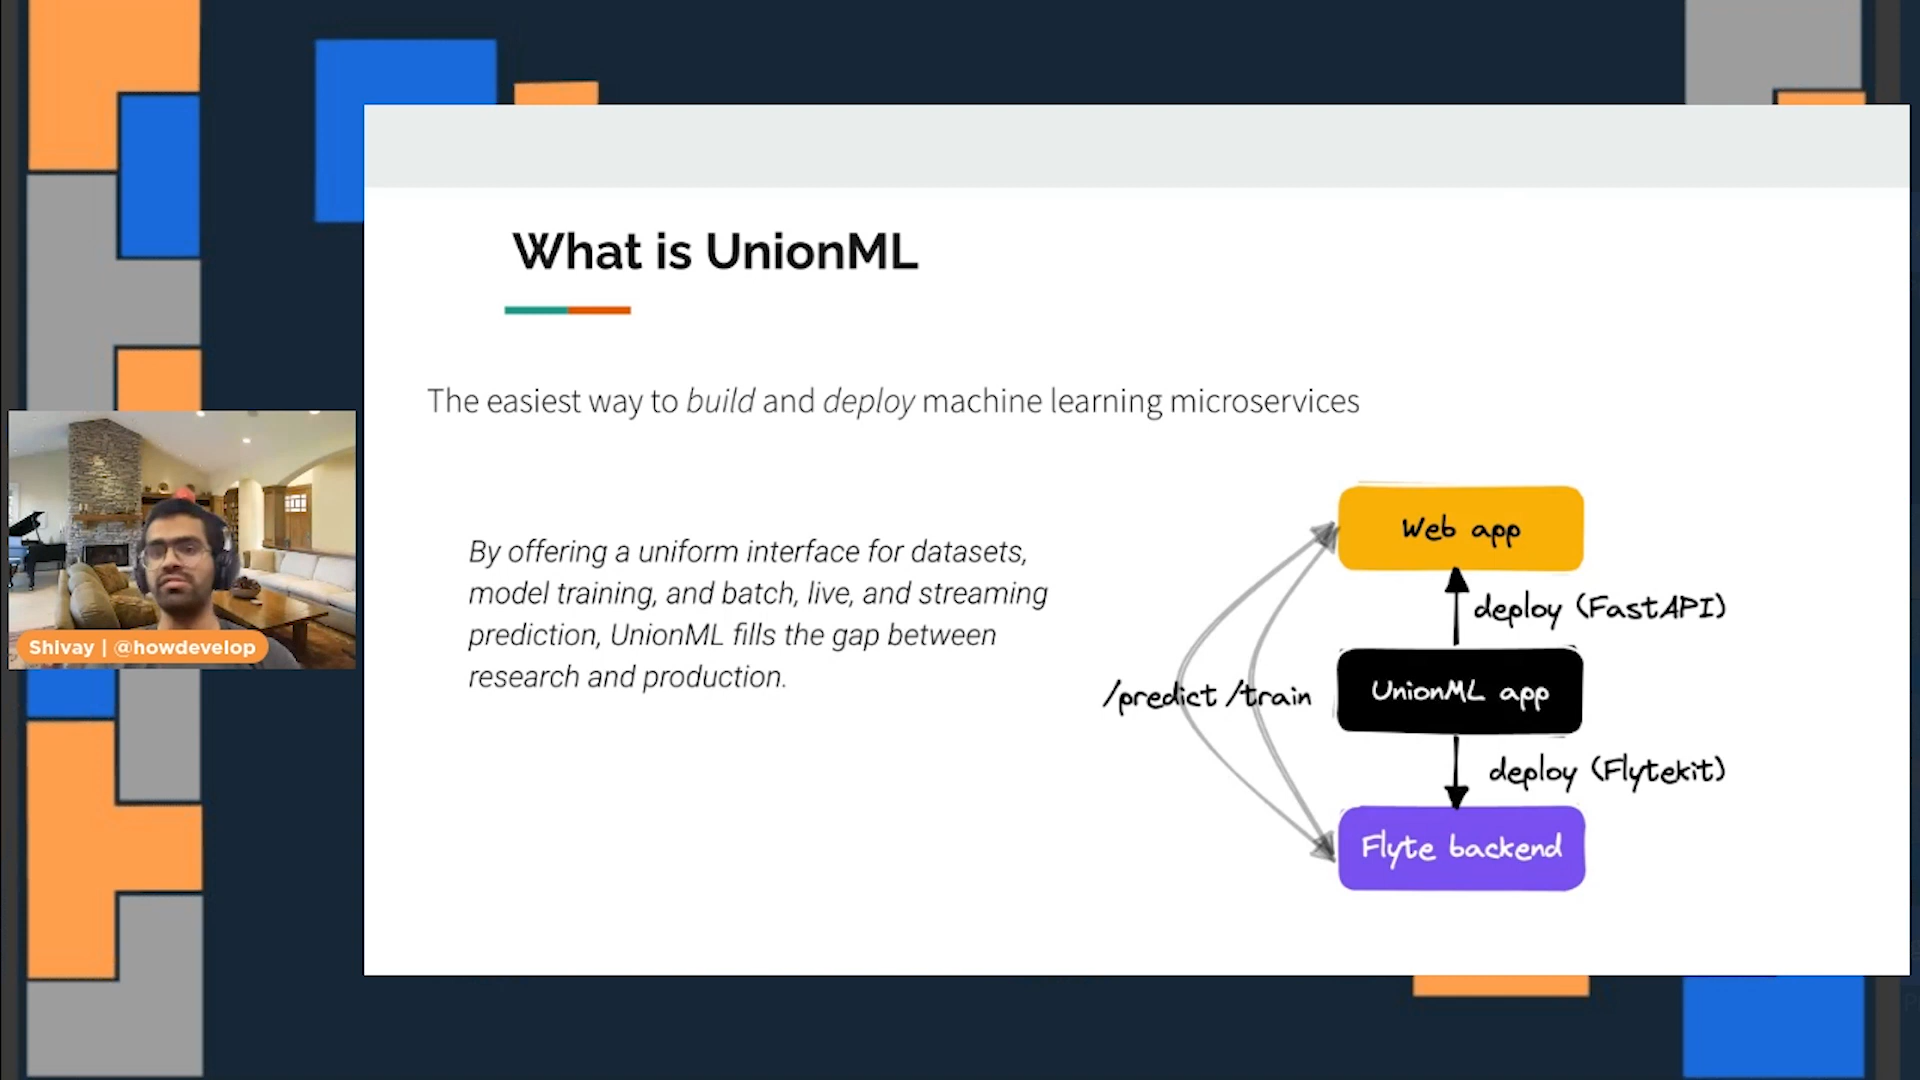 What is UnionML
The easiest way to build and deploy machine learning microservices
By offering a uniform interface for datasets,
model training, and batch, live, and streaming
prediction, UnionML fills the gap between
research and production.
Web app
deploy (FastAPI)
UnionML app
/predict /train
deploy (Flytekit)
Flyte backend
Shivay | @howdevelop